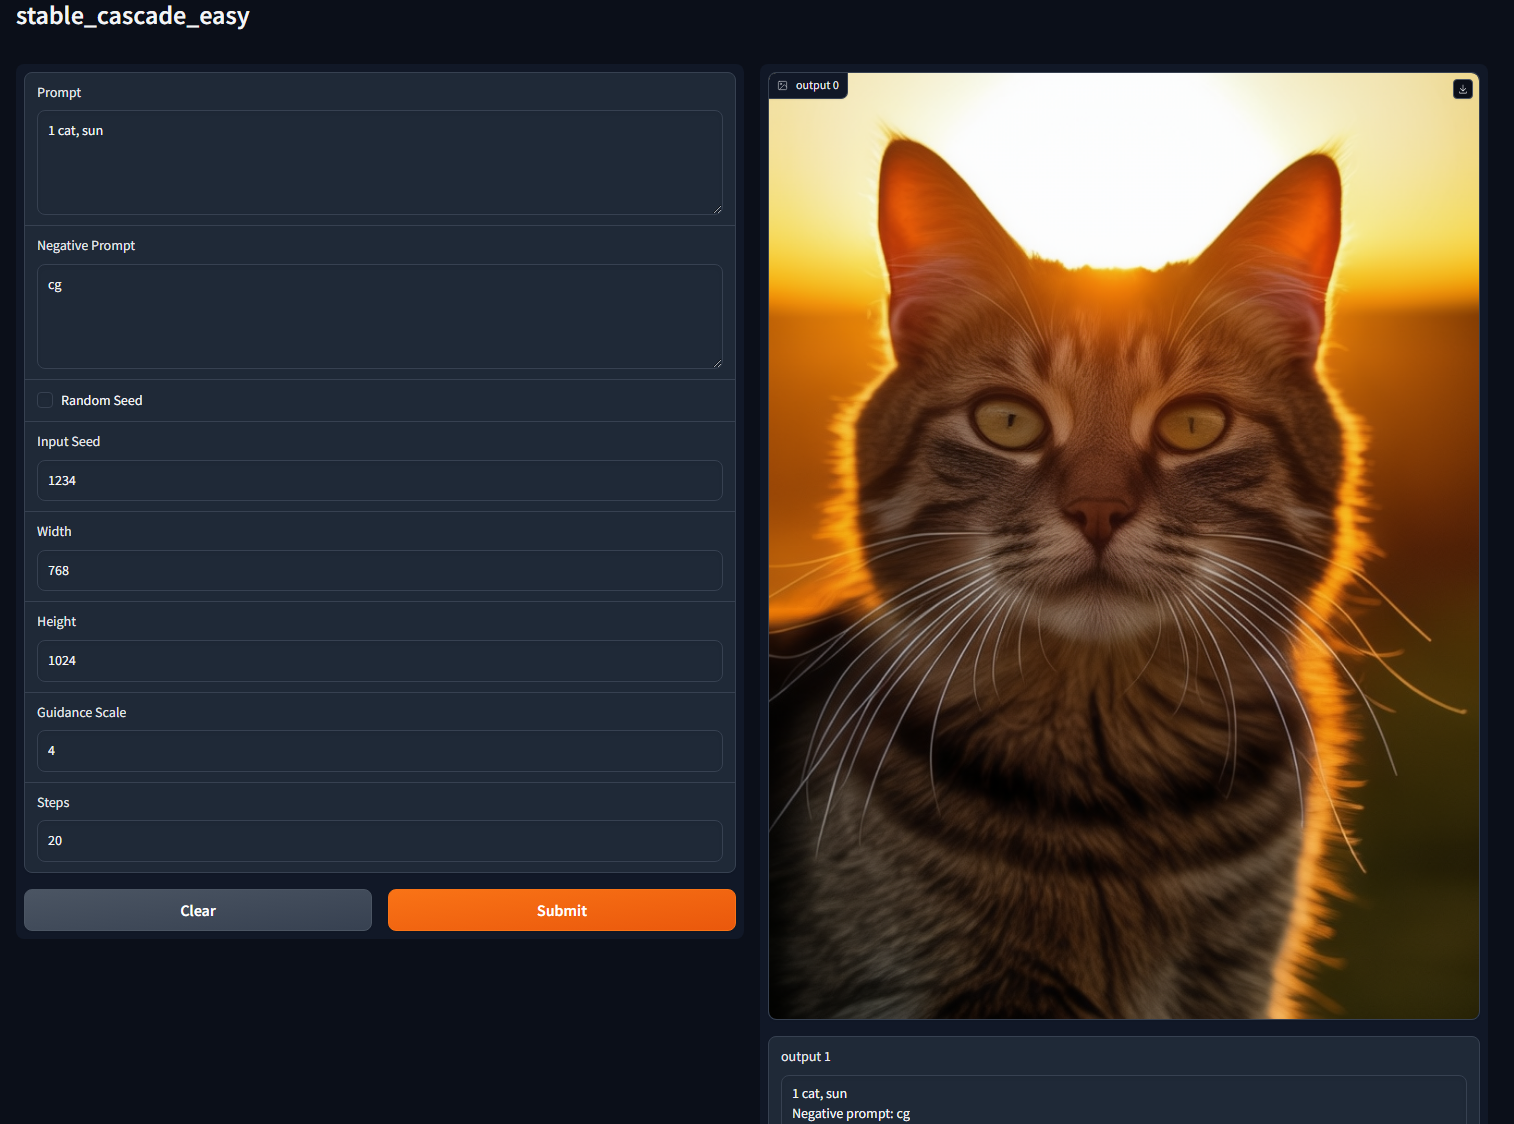 stable_cascade_easy
Prompt
1 cat, sun
Negative Prompt
cg
Random Seed
Input Seed
1234
Width
768
Height
1024
Guidance Scale
4
Steps
20
Clear
Submit
output 0
output 1
1 cat, sun
Negative prompt: cg